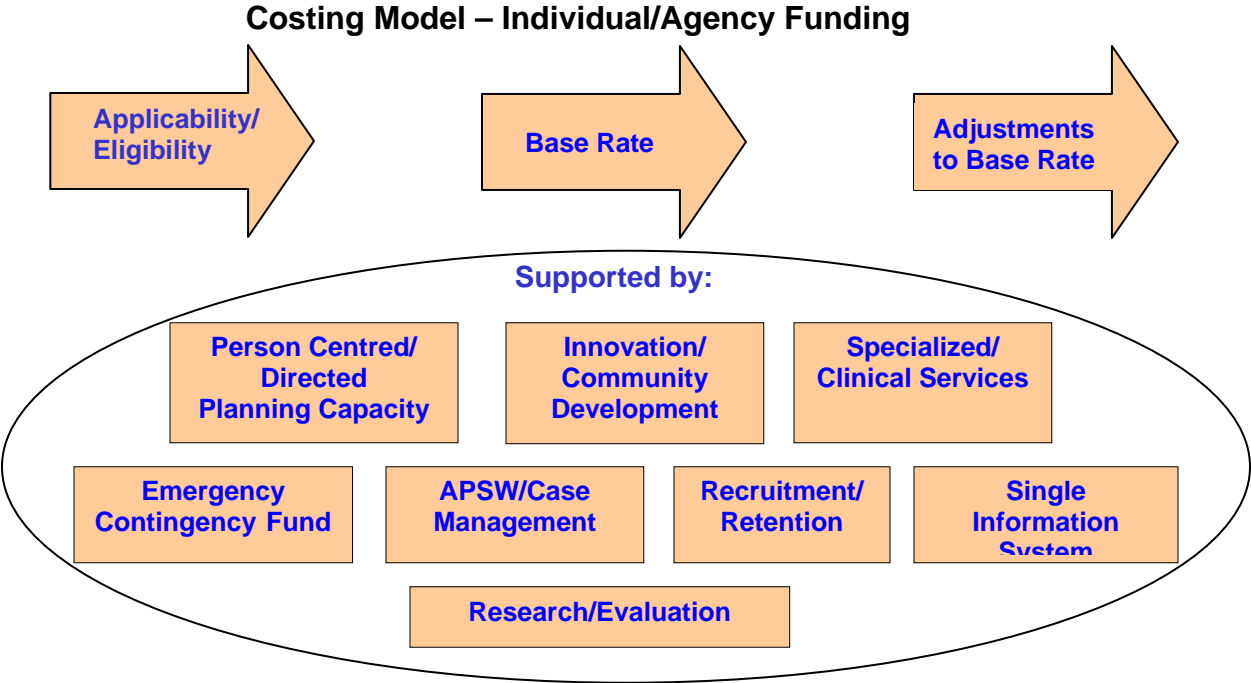 Costing Model – Individual/Agency Funding
Applicability/
Eligibility
Base Rate
Adjustments
to Base Rate
Supported by:
Person Centred/
Directed
Planning Capacity
Innovation/
Community
Development
Specialized/
Clinical Services
Emergency
Contingency Fund
APSW/Case
Management
Recruitment/
Retention
Single
Information
System
Research/Evaluation